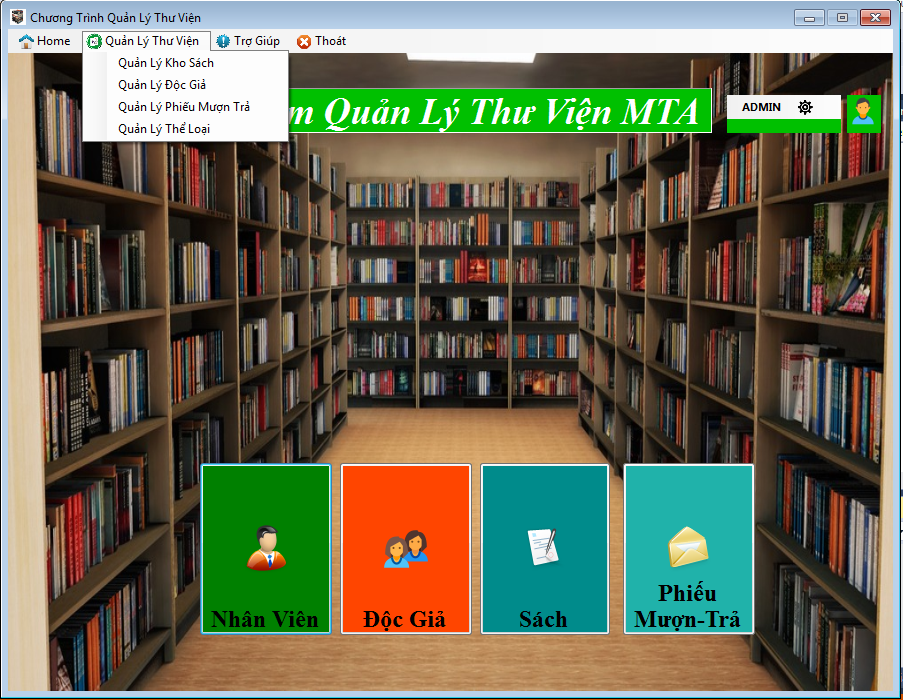 Chương Trình Quản Lý Thư Viện
Home Quản Lý Thư Viện Trợ Giúp Thoát
Quản Lý Kho Sách
Quản Lý Độc Giả
Quản Lý Phiếu Mượn Trả
Quản Lý Thể Loại
m Quản Lý Thư Viện MTA
ADMIN
Nhân Viên
Độc Giả
Sách
Phiếu
Mượn-Trả